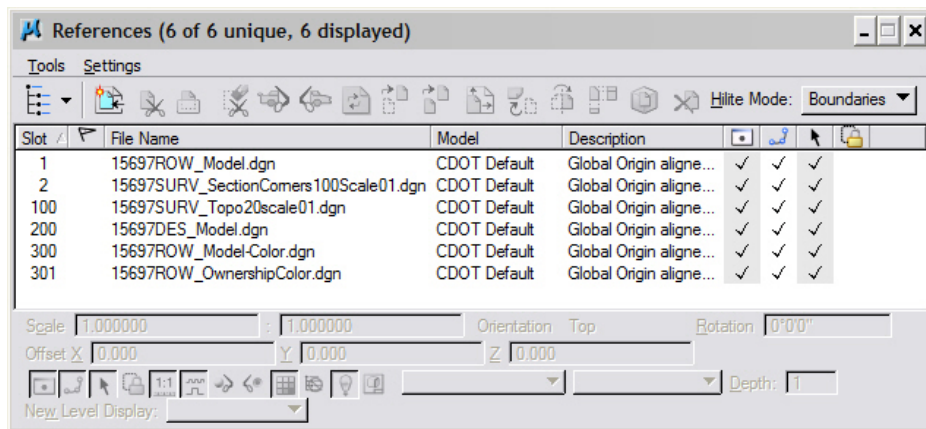 References (6 of 6 unique, 6 displayed)
Tools Settings
Hilite Mode: Boundaries
Slot File Name Model Description
1 15697ROW_Model.dgn CDOT Default Global Origin aligne...
2 15697SURV_SectionCorners100Scale01.dgn CDOT Default Global Origin aligne...
100 15697SURV_Topo20scale01.dgn CDOT Default Global Origin aligne...
200 15697DES_Model.dgn CDOT Default Global Origin aligne...
300 15697ROW_Model-Color.dgn CDOT Default Global Origin aligne...
301 15697ROW_OwnershipColor.dgn CDOT Default Global Origin aligne...
Scale 1.000000 : 1.000000 Orientation Top Rotation 0°0'0"
Offset X 0.000 Y 0.000 Z 0.000
1:1 Depth: 1
New Level Display: